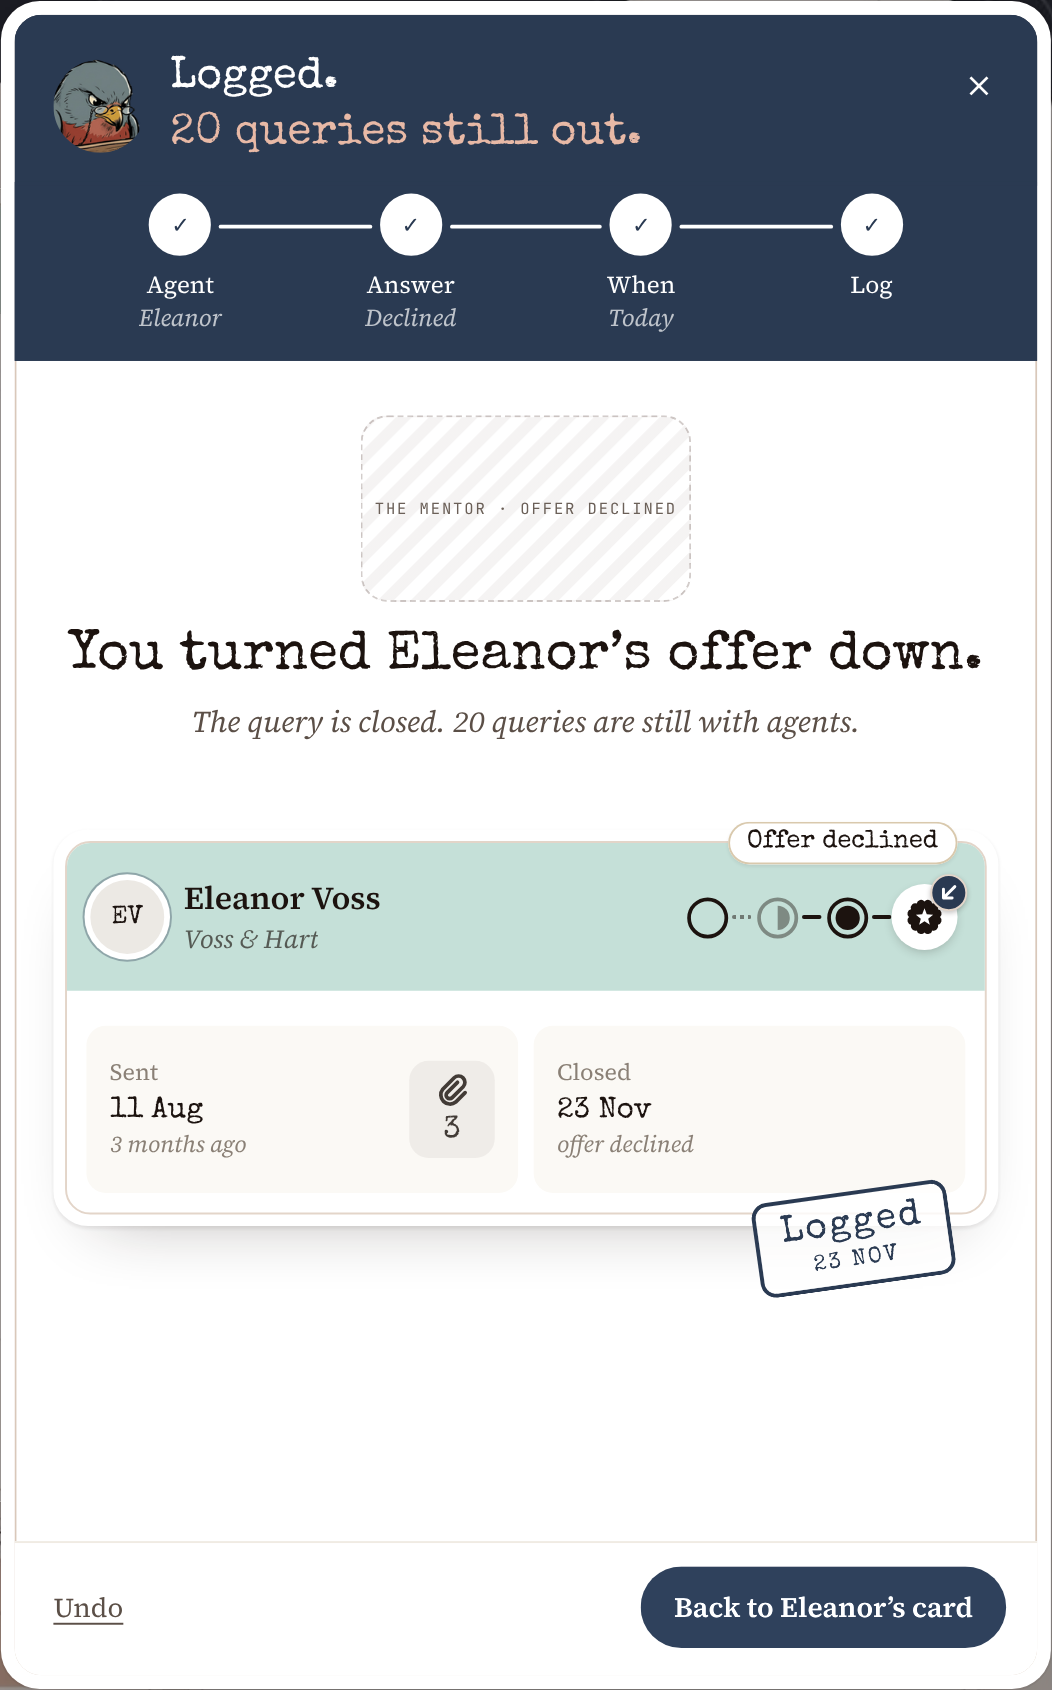 Logged.
20 queries still out.
✓ ✓ ✓ ✓
Agent Answer When Log
Eleanor Declined Today
THE MENTOR · OFFER DECLINED
You turned Eleanor’s offer down.
The query is closed. 20 queries are still with agents.
Offer declined
EV
Eleanor Voss
Voss & Hart
Sent
11 Aug
3 months ago
3
Closed
23 Nov
offer declined
Logged
23 NOV
Undo
Back to Eleanor’s card